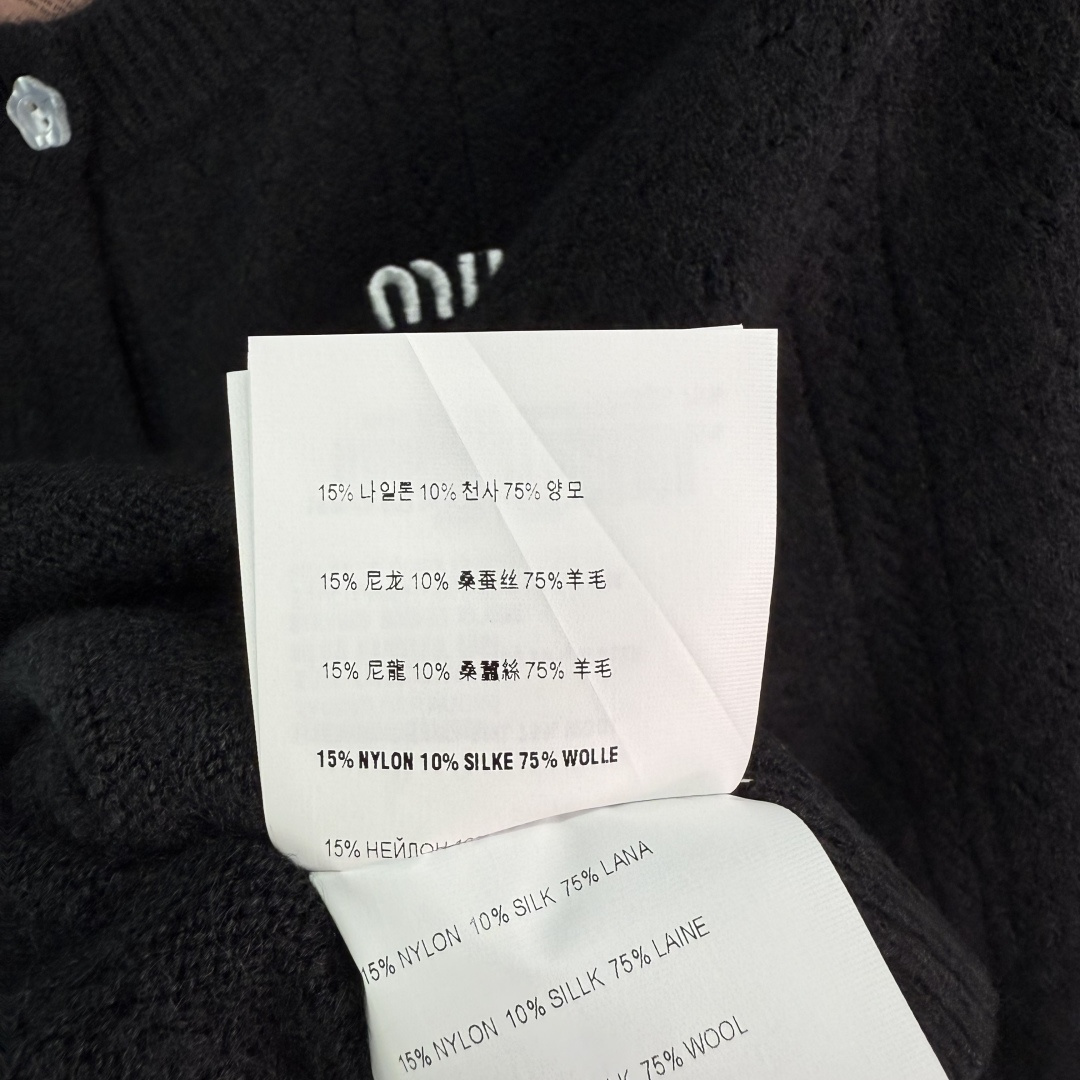 15% 나일론 10% 천사 75% 양모
15% 尼龙 10% 桑蚕丝 75% 羊毛
15% 尼龍 10% 桑蠶絲 75% 羊毛
15% NYLON 10% SILKE 75% WOLLE
15% НЕЙЛОН
15% NYLON 10% SILK 75% LANA
15% NYLON 10% SILLK 75% LAINE
75% WOOL